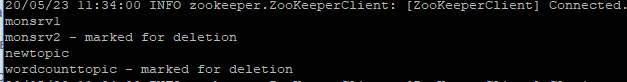 20/05/23 11:34:00 INFO zookeeper.ZooKeeperClient: [ZooKeeperClient] Connected.
monsrv1
monsrv2 - marked for deletion
newtopic
wordcounttopic - marked for deletion